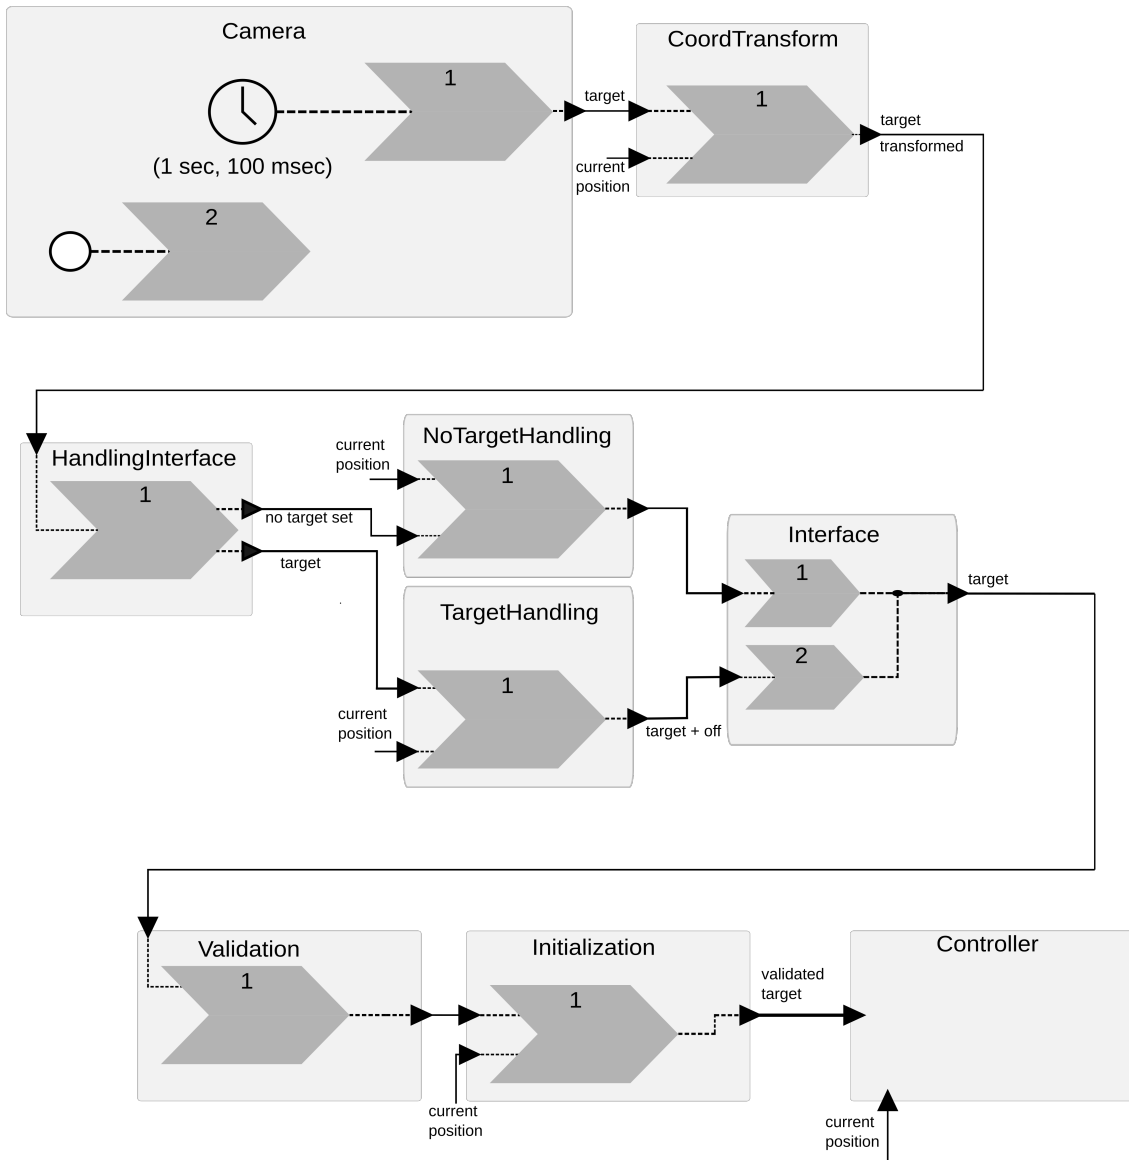 Camera
1
(1 sec, 100 msec)
2
target
current
position
CoordTransform
1
target
transformed
HandlingInterface
1
no target set
target
current
position
NoTargetHandling
1
TargetHandling
1
current
position
target + off
Interface
1
2
target
Validation
1
Initialization
1
current
position
validated
target
Controller
current
position